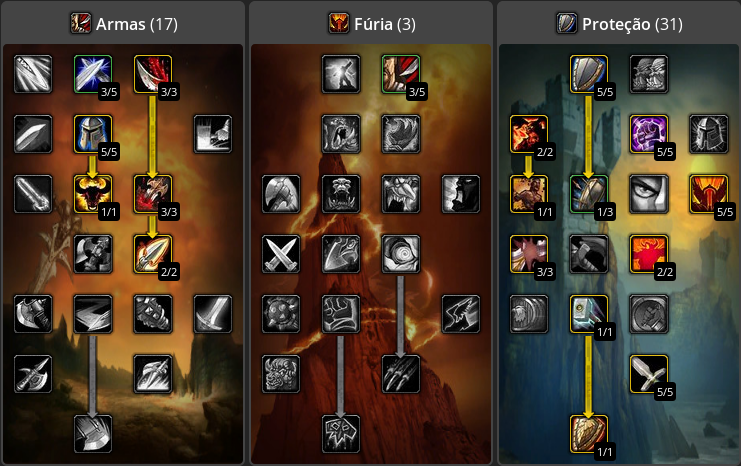 Armas (17) Fúria (3) Proteção (31)
3/5 3/3 3/5 5/5
5/5 2/2 5/5
1/1 3/3 1/1 1/3 5/5
2/2 3/3 2/2
1/1
5/5
1/1